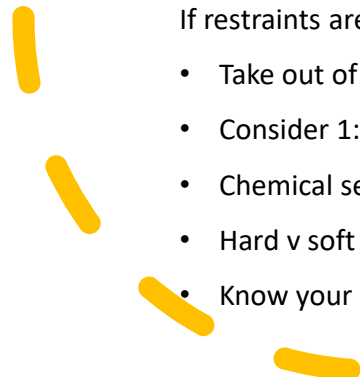 If restraints are
• Take out of
• Consider 1:
• Chemical se
• Hard v soft
• Know your